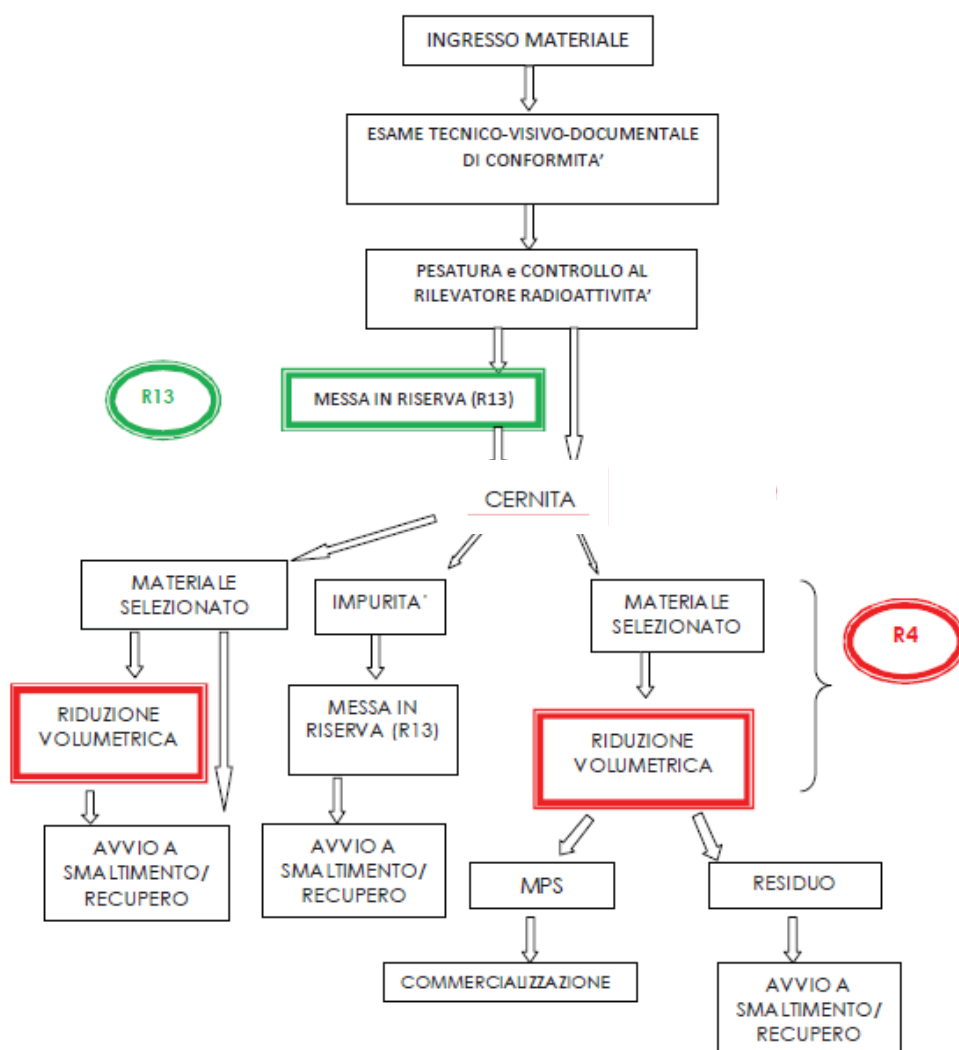 INGRESSO MATERIALE
ESAME TECNICO-VISIVO-DOCUMENTALE
DI CONFORMITA'
PESATURA e CONTROLLO AL
RILEVATORE RADIOATTIVITA'
R13
MESSA IN RISERVA (R13)
CERNITA
MATERIALE
SELEZIONATO
IMPURITA'
MATERIALE
SELEZIONATO
R4
RIDUZIONE
VOLUMETRICA
MESSA IN
RISERVA (R13)
RIDUZIONE
VOLUMETRICA
AVVIO A
SMALTIMENTO/
RECUPERO
AVVIO A
SMALTIMENTO/
RECUPERO
MPS
RESIDUO
COMMERCIALIZZAZIONE
AVVIO A
SMALTIMENTO/
RECUPERO